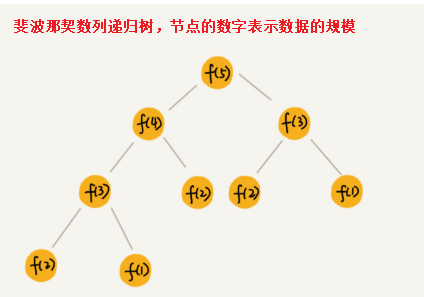 斐波那契数列递归树，节点的数字表示数据的规模
f(5)
f(4) f(3)
f(3) f(2) f(2) f(1)
f(2) f(1)